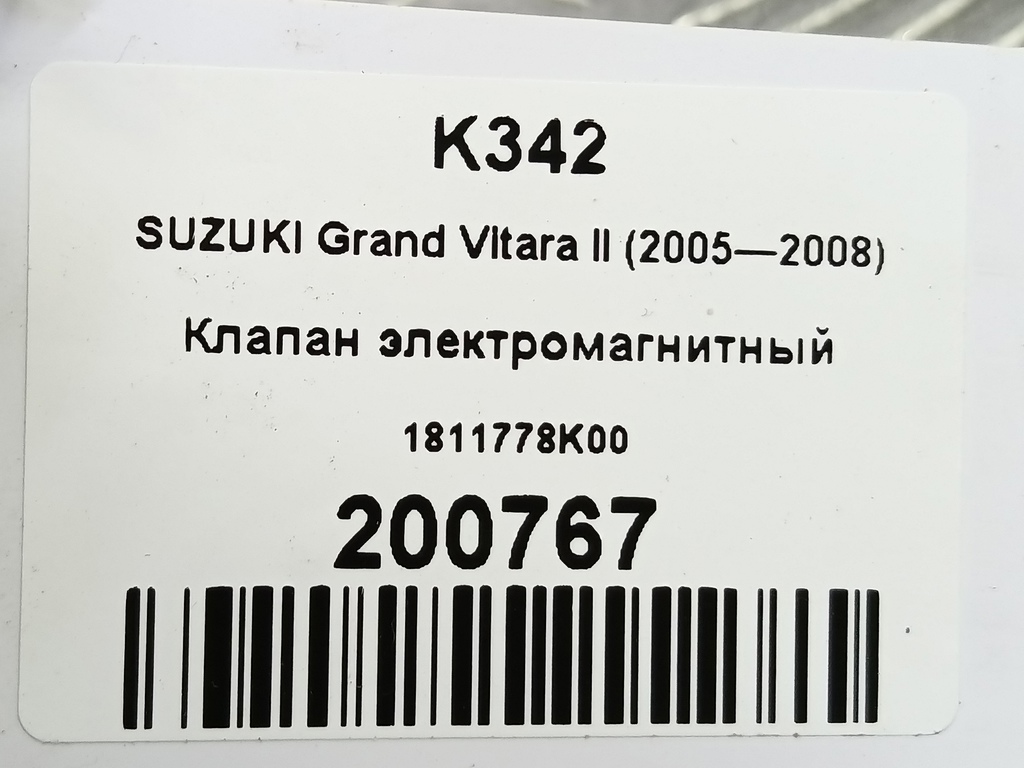 K342
SUZUKI Grand Vitara II (2005—2008)
Клапан электромагнитный
1811778K00
200767